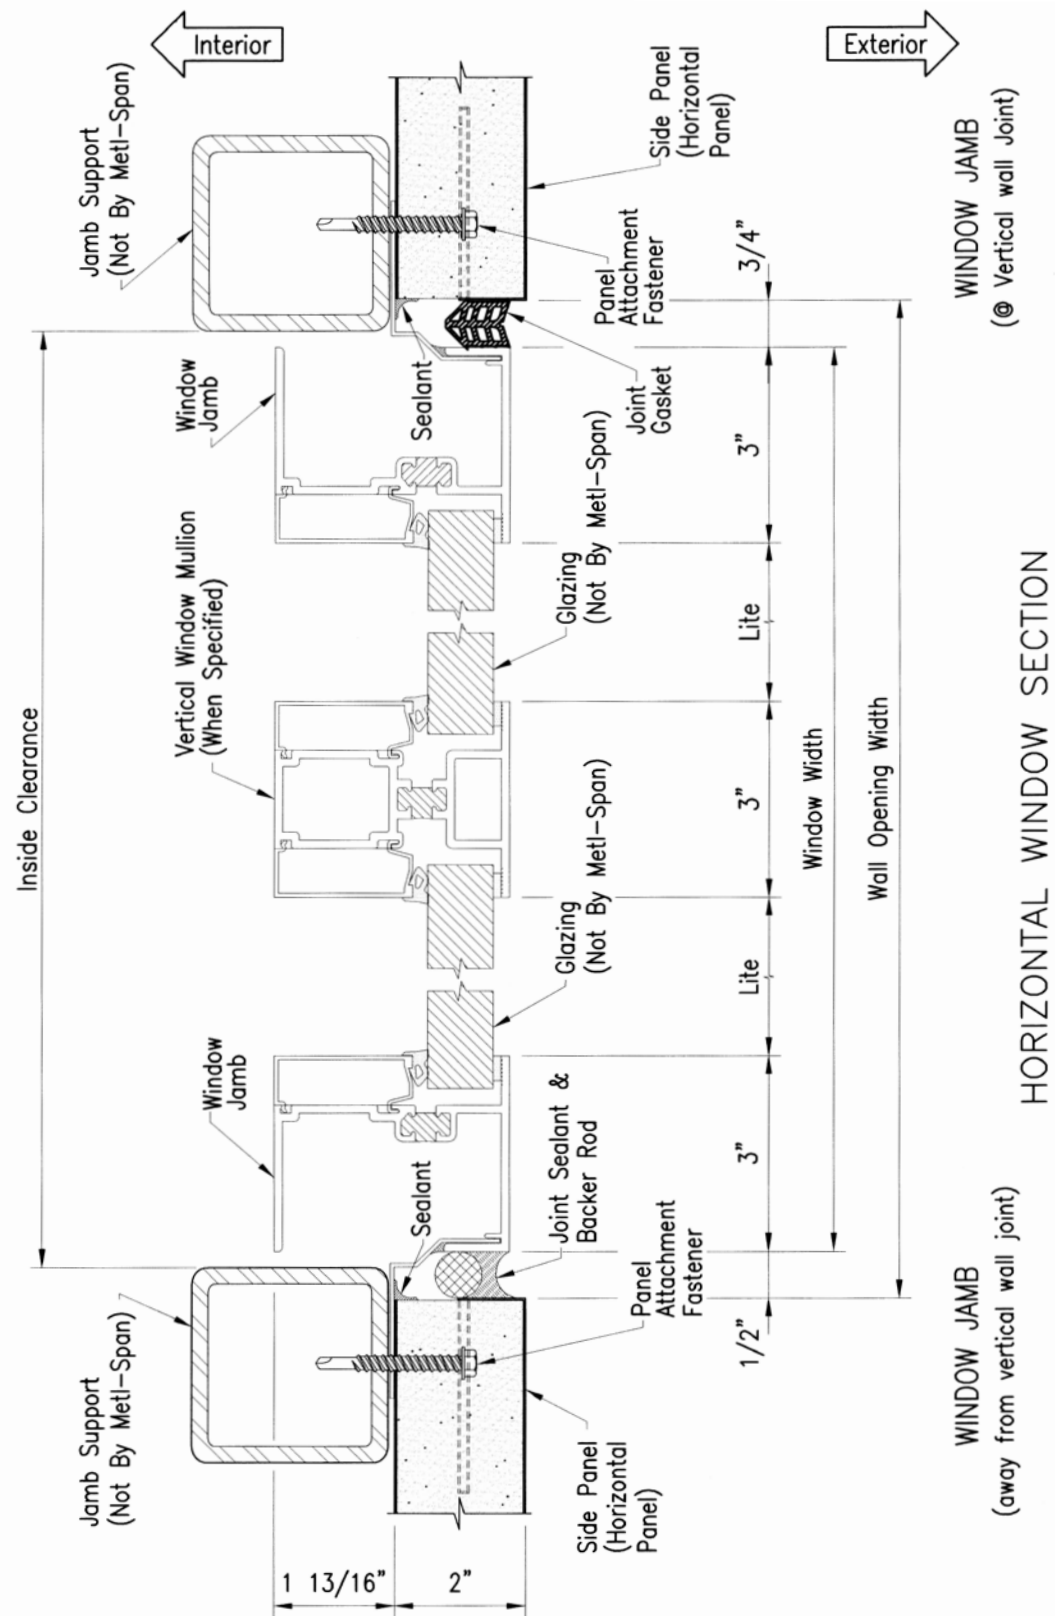 Interior
Exterior
Jamb Support
(Not By Metl-Span)
Side Panel
(Horizontal
Panel)
Panel
Attachment
Fastener
3/4"
WINDOW JAMB
(@ Vertical wall Joint)
Window
Jamb
Sealant
Joint
Gasket
3"
Vertical Window Mullion
(When Specified)
Glazing
(Not By Metl-Span)
Lite
Inside Clearance
3"
Window Width
Wall Opening Width
HORIZONTAL WINDOW SECTION
Glazing
(Not By Metl-Span)
Lite
Window
Jamb
Sealant
Joint Sealant &
Backer Rod
3"
Jamb Support
(Not By Metl-Span)
Panel
Attachment
Fastener
1/2"
Side Panel
(Horizontal
Panel)
WINDOW JAMB
(away from vertical wall joint)
1 13/16"
2"